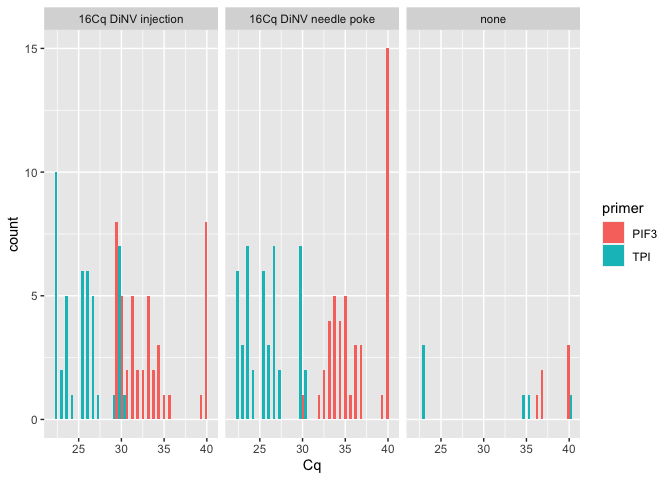 16Cq DiNV injection 16Cq DiNV needle poke none
15
10
5
0
count
25 30 35 40 25 30 35 40 25 30 35 40
Cq
primer
PIF3
TPI